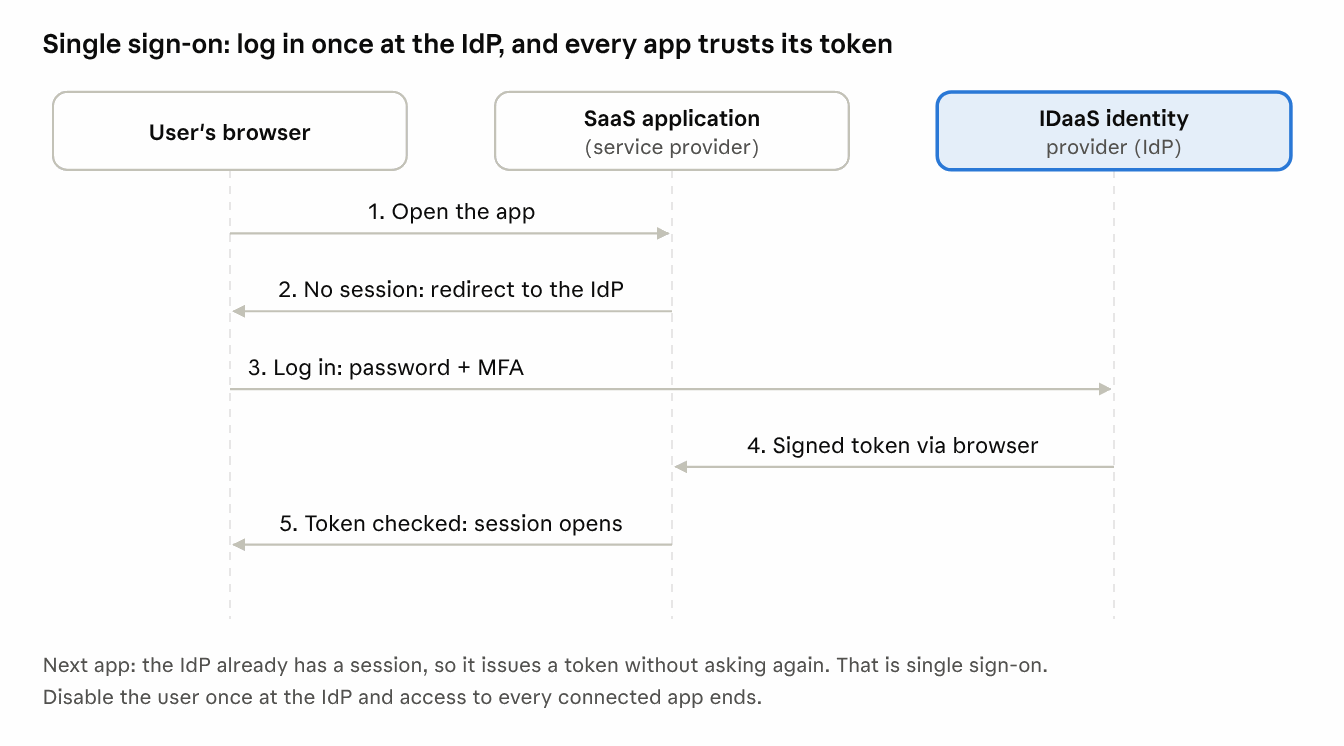 Single sign-on: log in once at the IdP, and every app trusts its token
User's browser
SaaS application
(service provider)
IDaaS identity
provider (IdP)
1. Open the app
2. No session: redirect to the IdP
3. Log in: password + MFA
4. Signed token via browser
5. Token checked: session opens
Next app: the IdP already has a session, so it issues a token without asking again. That is single sign-on.
Disable the user once at the IdP and access to every connected app ends.